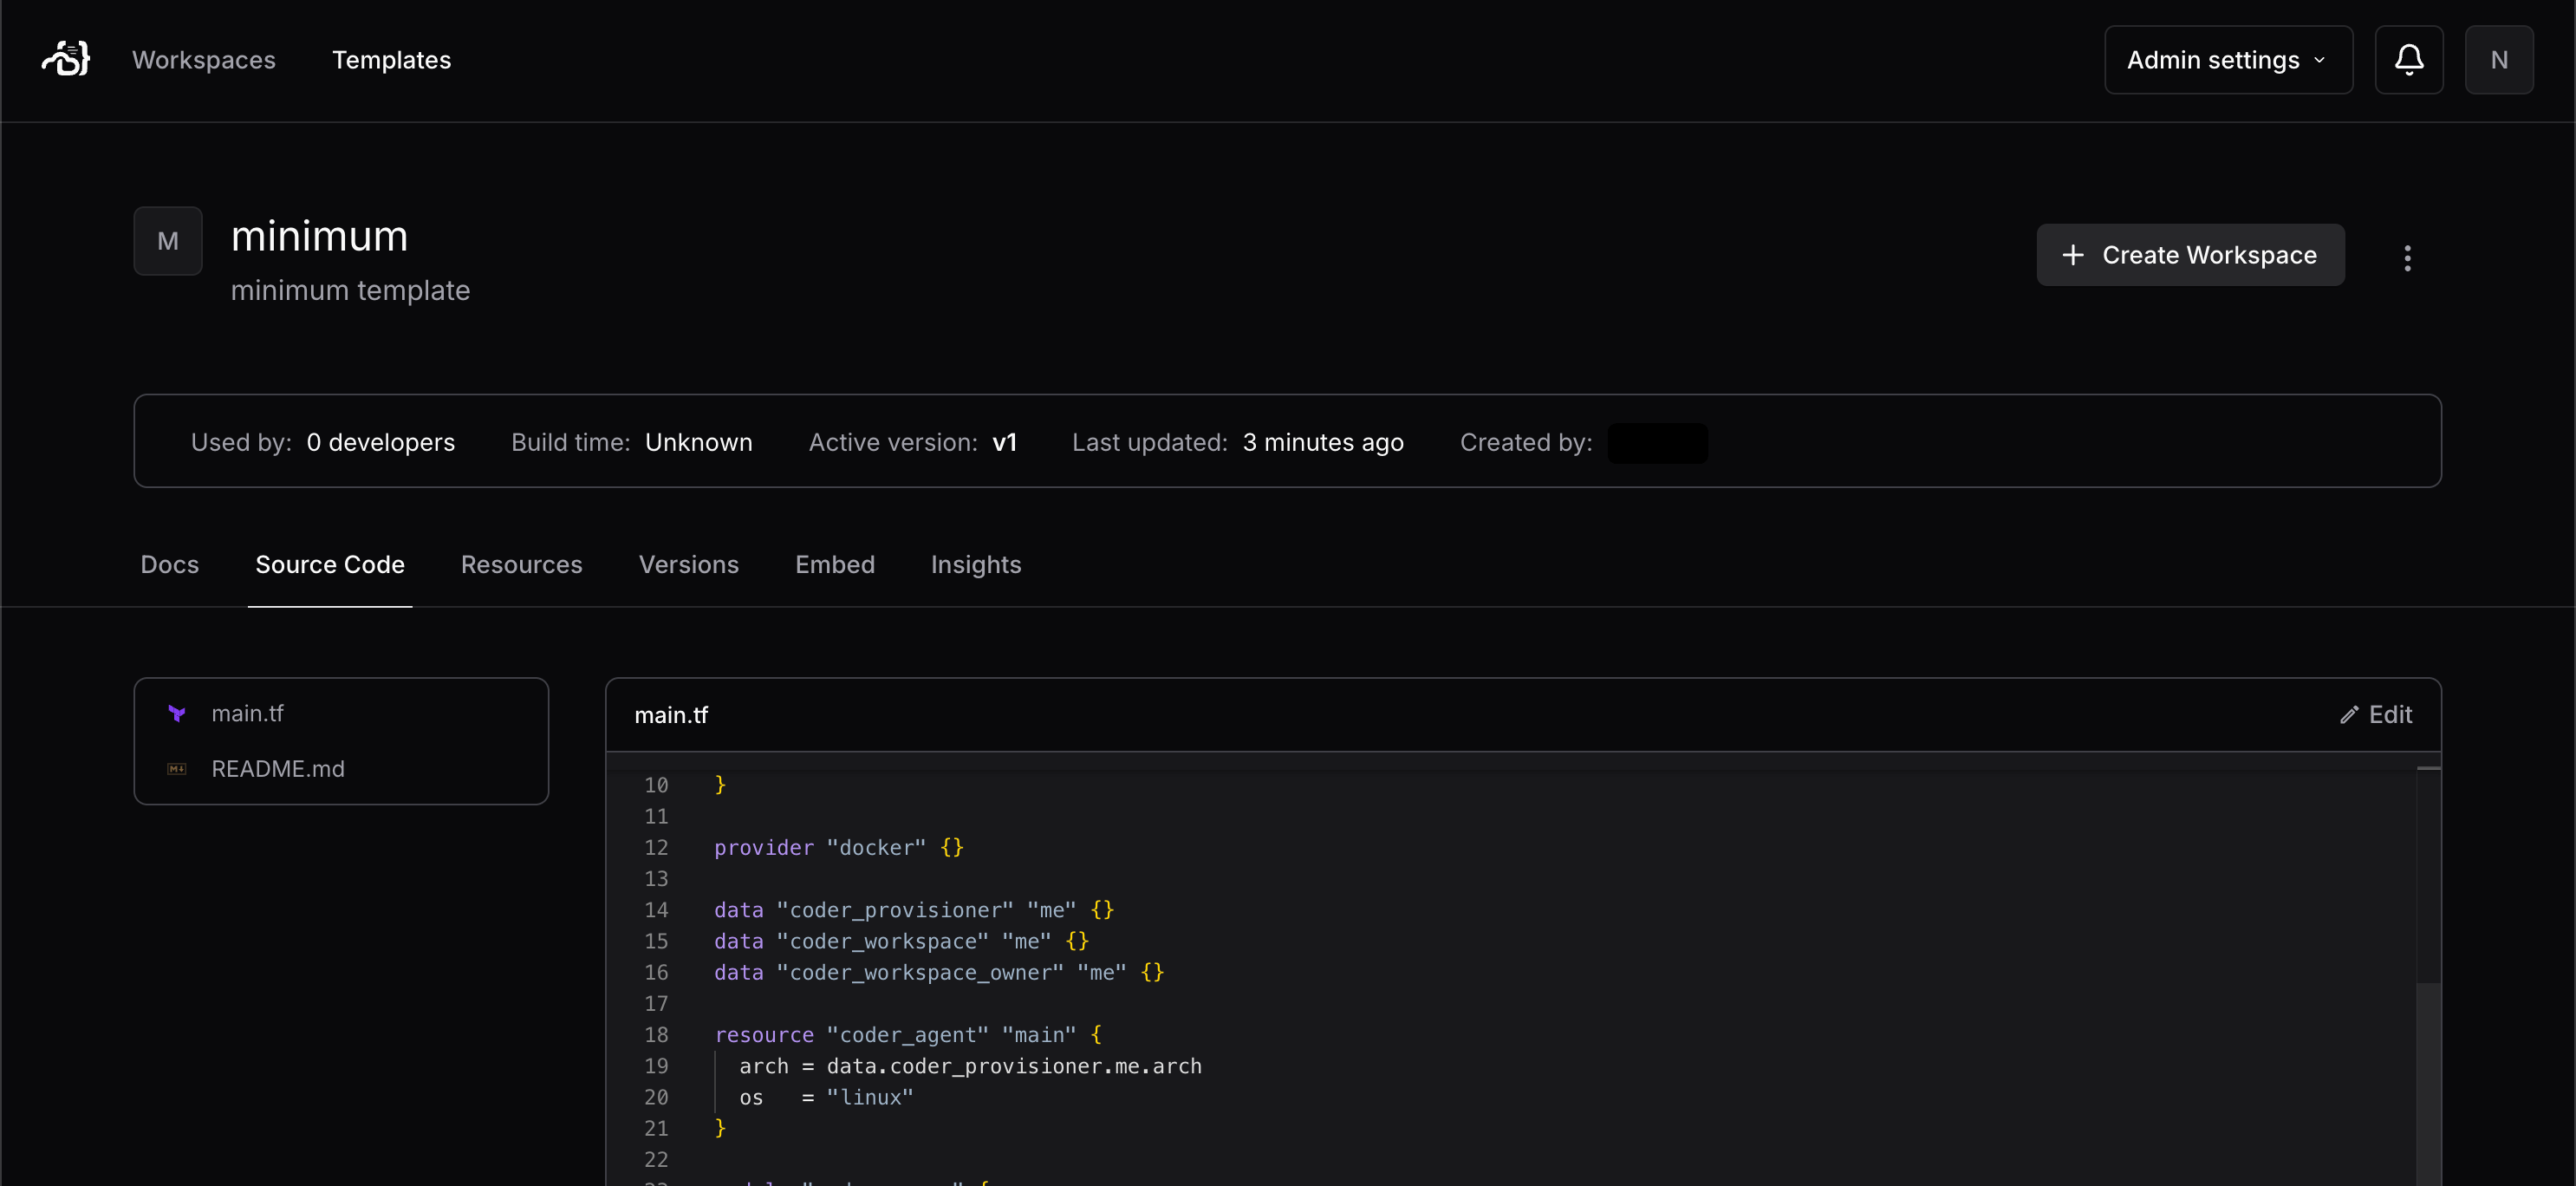 Workspaces Templates Admin settings N
M
minimum
minimum template
Create Workspace
Used by: 0 developers Build time: Unknown Active version: v1 Last updated: 3 minutes ago Created by:
Docs Source Code Resources Versions Embed Insights
main.tf
README.md
main.tf Edit
10 }
11
12 provider "docker" {}
13
14 data "coder_provisioner" "me" {}
15 data "coder_workspace" "me" {}
16 data "coder_workspace_owner" "me" {}
17
18 resource "coder_agent" "main" {
19 arch = data.coder_provisioner.me.arch
20 os = "linux"
21 }
22